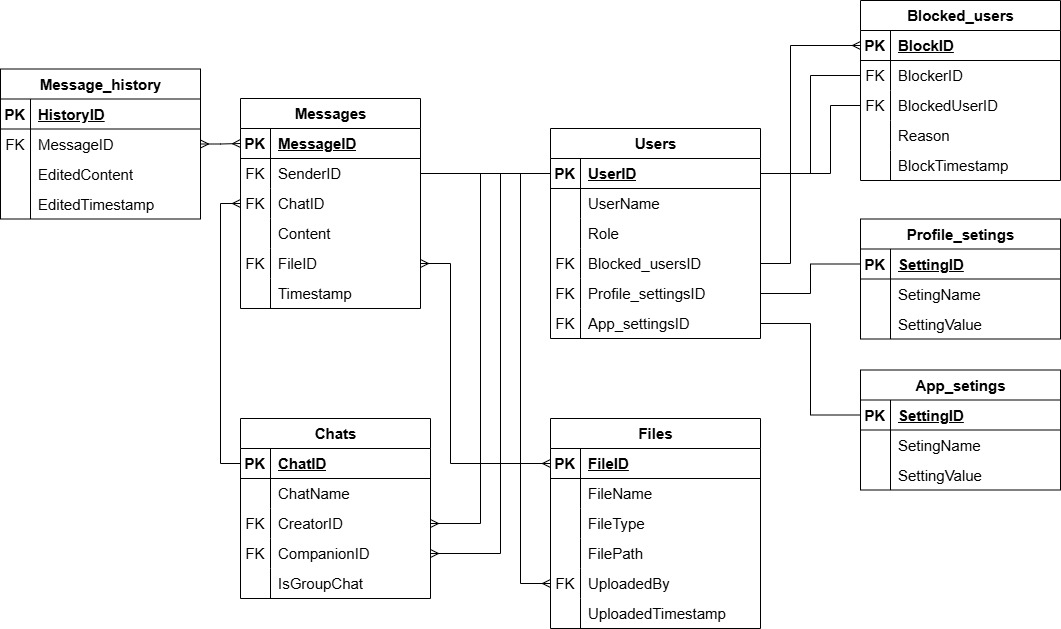 Message_history
PK HistoryID
FK MessageID
EditedContent
EditedTimestamp
Messages
PK MessageID
FK SenderID
FK ChatID
Content
FK FileID
Timestamp
Users
PK UserID
UserName
Role
FK Blocked_usersID
FK Profile_settingsID
FK App_settingsID
Blocked_users
PK BlockID
FK BlockerID
FK BlockedUserID
Reason
BlockTimestamp
Profile_setings
PK SettingID
SetingName
SettingValue
App_setings
PK SettingID
SetingName
SettingValue
Chats
PK ChatID
ChatName
FK CreatorID
FK CompanionID
IsGroupChat
Files
PK FileID
FileName
FileType
FilePath
FK UploadedBy
UploadedTimestamp